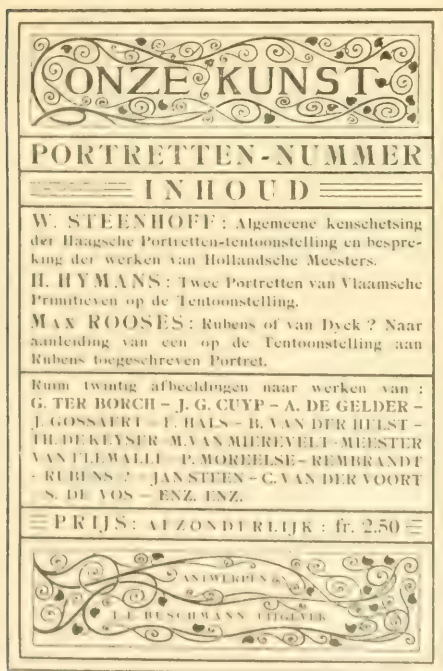 ONZE KUNST
PORTRETTEN-NUMMER
INHOUD
W. STEENHOFF: Algemeene kenschetsing
der Haagsche Portretten-tentoonstelling en bespre-
king der werken van Hollandsche Meesters.
H. HYMANS: Twee Portretten van Vlaamsche
Primitieven op de Tentoonstelling.
MAX ROOSES: Rubens of van Dyck? Naar
aanleiding van een op de Tentoonstelling aan
Rubens toegeschreven Portret.
Ruim twintig afbeeldingen naar werken van:
G. TER BORCH – J. G. CUYP – A. DE GELDER –
J. GOSSAERT – F. HALS – B. VAN DER HELST –
TH. DE KEYSER – M. VAN MIEREVELT – MEESTER
VAN FLEMALLE – P. MOREELSE – REMBRANDT
– RUBENS? – JAN STEEN – C. VAN DER VOORT
S. DE VOS – ENZ. ENZ.
PRIJS: AFZONDERLIJK: fr. 2.50
ANTWERPEN
J. E. BUSCHMANN UITGEVER